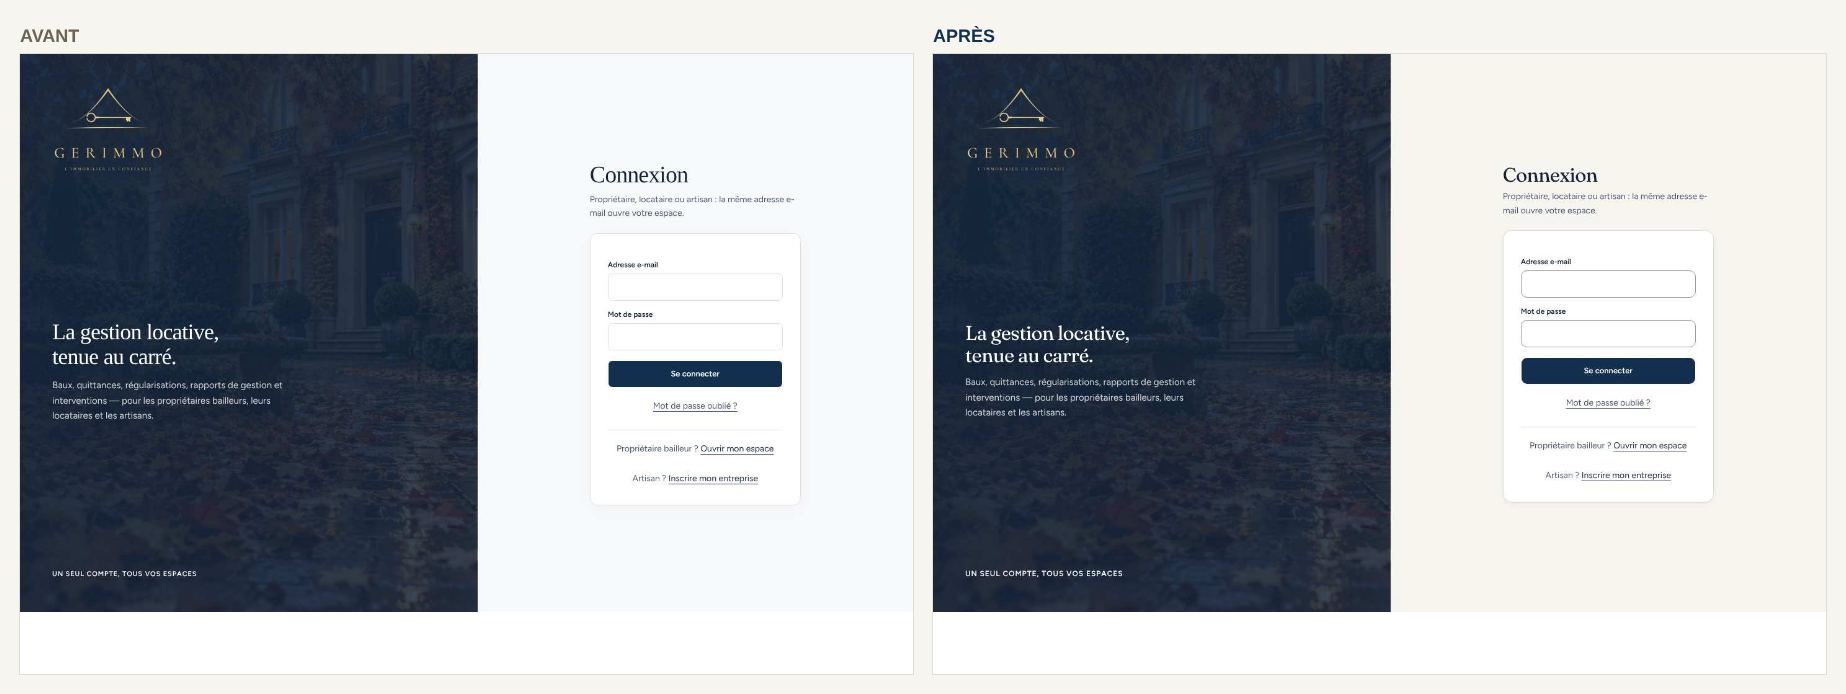 AVANT
GERIMMO
L'IMMOBILIER EN CONFIANCE
La gestion locative,
tenue au carré.
Baux, quittances, régularisations, rapports de gestion et
interventions — pour les propriétaires bailleurs, leurs
locataires et les artisans.
UN SEUL COMPTE, TOUS VOS ESPACES
Connexion
Propriétaire, locataire ou artisan : la même adresse e-
mail ouvre votre espace.
Adresse e-mail
Mot de passe
Se connecter
Mot de passe oublié ?
Propriétaire bailleur ? Ouvrir mon espace
Artisan ? Inscrire mon entreprise
APRÈS
GERIMMO
L'IMMOBILIER EN CONFIANCE
La gestion locative,
tenue au carré.
Baux, quittances, régularisations, rapports de gestion et
interventions — pour les propriétaires bailleurs, leurs
locataires et les artisans.
UN SEUL COMPTE, TOUS VOS ESPACES
Connexion
Propriétaire, locataire ou artisan : la même adresse e-
mail ouvre votre espace.
Adresse e-mail
Mot de passe
Se connecter
Mot de passe oublié ?
Propriétaire bailleur ? Ouvrir mon espace
Artisan ? Inscrire mon entreprise